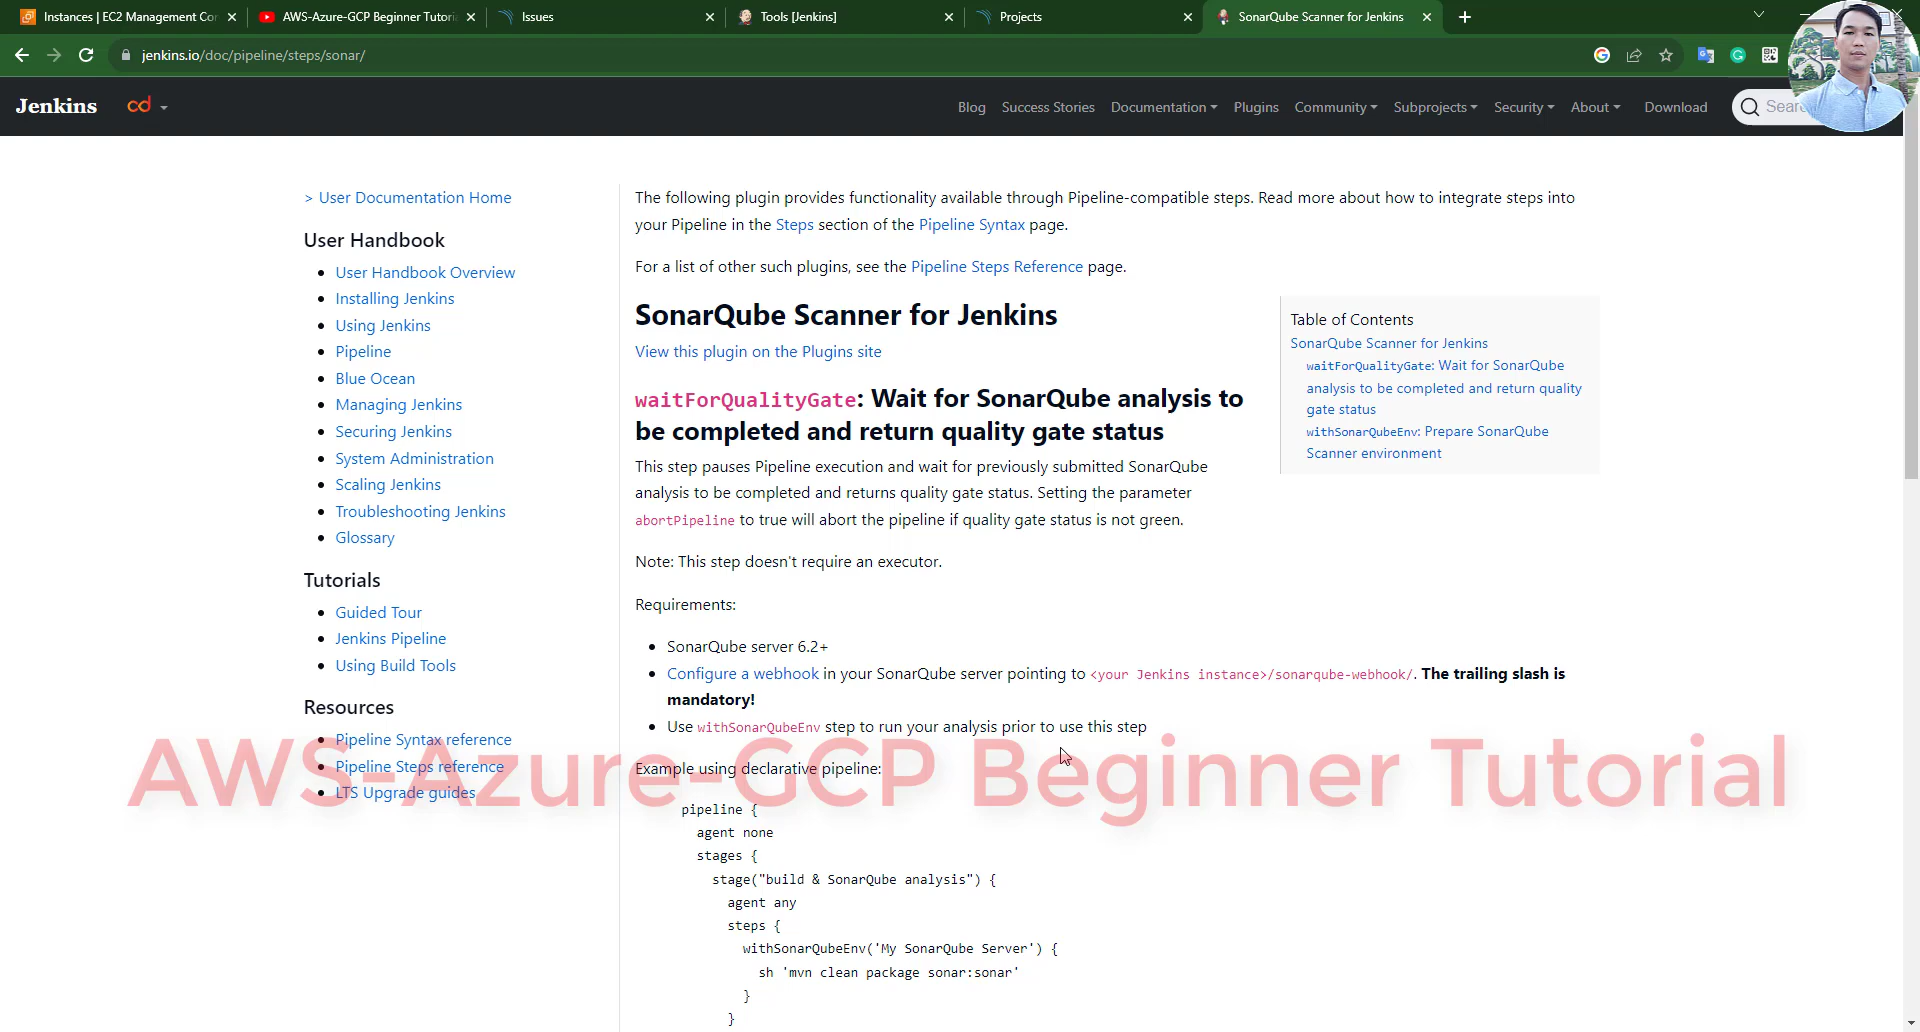 Instances | EC2 Management Con
AWS-Azure-GCP Beginner Tutoria
Issues
Tools [Jenkins]
Projects
SonarQube Scanner for Jenkins
jenkins.io/doc/pipeline/steps/sonar/
Jenkins
cd
Blog
Success Stories
Documentation
Plugins
Community
Subprojects
Security
About
Download
> User Documentation Home
User Handbook
User Handbook Overview
Installing Jenkins
Using Jenkins
Pipeline
Blue Ocean
Managing Jenkins
Securing Jenkins
System Administration
Scaling Jenkins
Troubleshooting Jenkins
Glossary
Tutorials
Guided Tour
Jenkins Pipeline
Using Build Tools
Resources
Pipeline Syntax reference
Pipeline Steps reference
LTS Upgrade guides
The following plugin provides functionality available through Pipeline-compatible steps. Read more about how to integrate steps into
your Pipeline in the Steps section of the Pipeline Syntax page.
For a list of other such plugins, see the Pipeline Steps Reference page.
SonarQube Scanner for Jenkins
View this plugin on the Plugins site
waitForQualityGate: Wait for SonarQube analysis to
be completed and return quality gate status
This step pauses Pipeline execution and wait for previously submitted SonarQube
analysis to be completed and returns quality gate status. Setting the parameter
abortPipeline to true will abort the pipeline if quality gate status is not green.
Note: This step doesn't require an executor.
Requirements:
SonarQube server 6.2+
Configure a webhook in your SonarQube server pointing to <your Jenkins instance>/sonarqube-webhook/. The trailing slash is
mandatory!
Use withSonarQubeEnv step to run your analysis prior to use this step
Example using declarative pipeline:
pipeline {
agent none
stages {
stage("build & SonarQube analysis") {
agent any
steps {
withSonarQubeEnv('My SonarQube Server') {
sh 'mvn clean package sonar:sonar'
}
}
Table of Contents
SonarQube Scanner for Jenkins
waitForQualityGate: Wait for SonarQube
analysis to be completed and return quality
gate status
withSonarQubeEnv: Prepare SonarQube
Scanner environment
AWS-Azure-GCP Beginner Tutorial